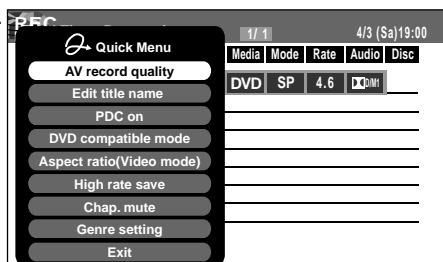 REC
1/ 1
4/3 (Sa)19:00
Quick Menu
Media Mode Rate Audio Disc
AV record quality
DVD SP 4.6 D/M1
Edit title name
PDC on
DVD compatible mode
Aspect ratio(Video mode)
High rate save
Chap. mute
Genre setting
Exit